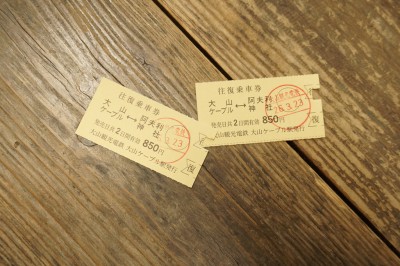 往復乗車券
大山 ⟷ 阿夫利
ケーブル 神社
発売日共2日間有効 850円
大山観光電鉄 大山ケーブル駅発行
復
23
往復乗車券
大山 ⟷ 阿夫利
ケーブル 神社
発売日共2日間有効 850円
山観光電鉄 大山ケーブル駅発行
復
3.23